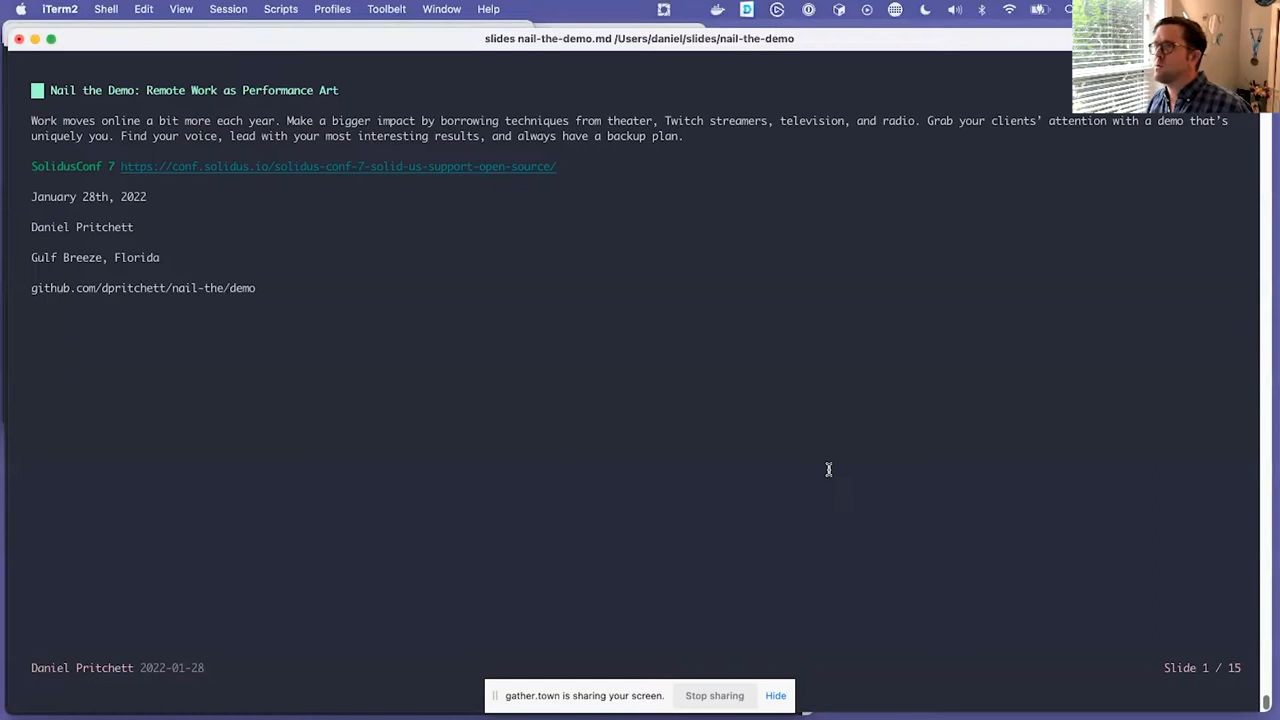 iTerm2 Shell Edit View Session Scripts Profiles Toolbelt Window Help
slides nail-the-demo.md /Users/daniel/slides/nail-the-demo
Nail the Demo: Remote Work as Performance Art
Work moves online a bit more each year. Make a bigger impact by borrowing techniques from theater, Twitch streamers, television, and radio. Grab your clients’ attention with a demo that’s
uniquely you. Find your voice, lead with your most interesting results, and always have a backup plan.
SolidusConf 7 https://conf.solidus.io/solidus-conf-7-solid-us-support-open-source/
January 28th, 2022
Daniel Pritchett
Gulf Breeze, Florida
github.com/dpritchett/nail-the/demo
Daniel Pritchett 2022-01-28
Slide 1 / 15
gather.town is sharing your screen. Stop sharing Hide